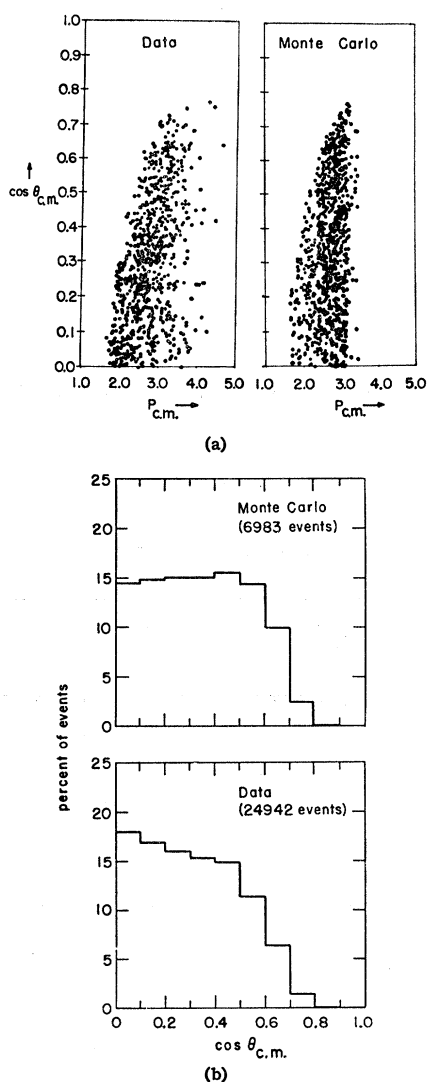 Data
Monte Carlo
1.0
0.9
0.8
0.7
0.6
0.5
0.4
0.3
0.2
0.1
0.0
cos θc.m.
1.0 2.0 3.0 4.0 5.0
1.0 2.0 3.0 4.0 5.0
Pc.m.
Pc.m.
(a)
25
20
15
10
5
0
Monte Carlo
(6983 events)
percent of events
25
20
15
10
5
0
Data
(24942 events)
0 0.2 0.4 0.6 0.8 1.0
cos θc.m.
(b)